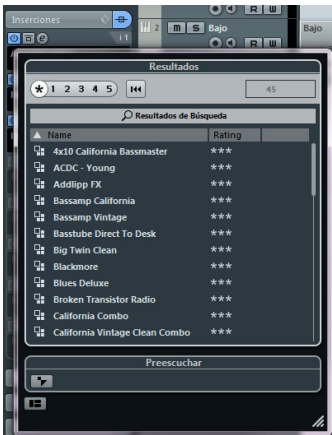 Inserciones
i 1
2 M S Bajo
R W
Bajo
R W
Resultados
* 1 2 3 4 5
45
Resultados de Búsqueda
Name Rating
4x10 California Bassmaster ***
ACDC - Young ***
Addlipp FX ***
Bassamp California ***
Bassamp Vintage ***
Basstube Direct To Desk ***
Big Twin Clean ***
Blackmore ***
Blues Deluxe ***
Broken Transistor Radio ***
California Combo ***
California Vintage Clean Combo ***
Preescuchar